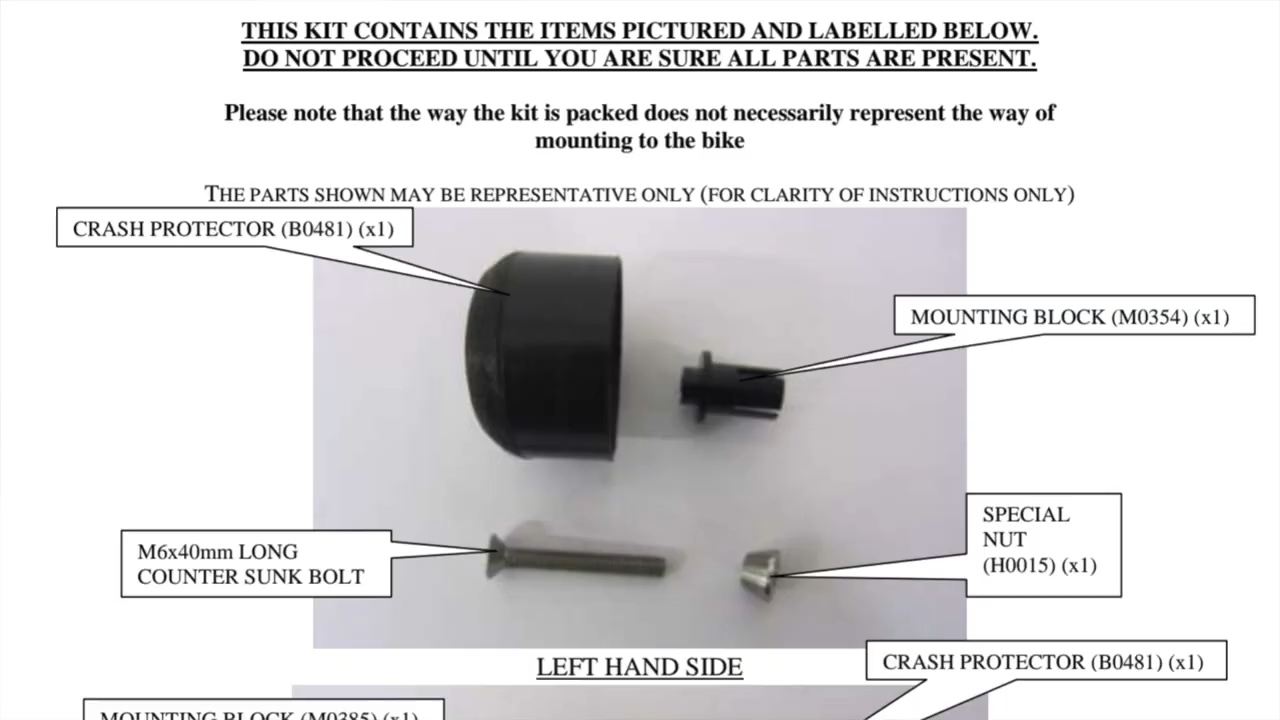 THIS KIT CONTAINS THE ITEMS PICTURED AND LABELLED BELOW.
DO NOT PROCEED UNTIL YOU ARE SURE ALL PARTS ARE PRESENT.
Please note that the way the kit is packed does not necessarily represent the way of
mounting to the bike
THE PARTS SHOWN MAY BE REPRESENTATIVE ONLY (FOR CLARITY OF INSTRUCTIONS ONLY)
CRASH PROTECTOR (B0481) (x1)
MOUNTING BLOCK (M0354) (x1)
SPECIAL
NUT
(H0015) (x1)
M6x40mm LONG
COUNTER SUNK BOLT
LEFT HAND SIDE
CRASH PROTECTOR (B0481) (x1)
MOUNTING BLOCK (M0385) (x1)